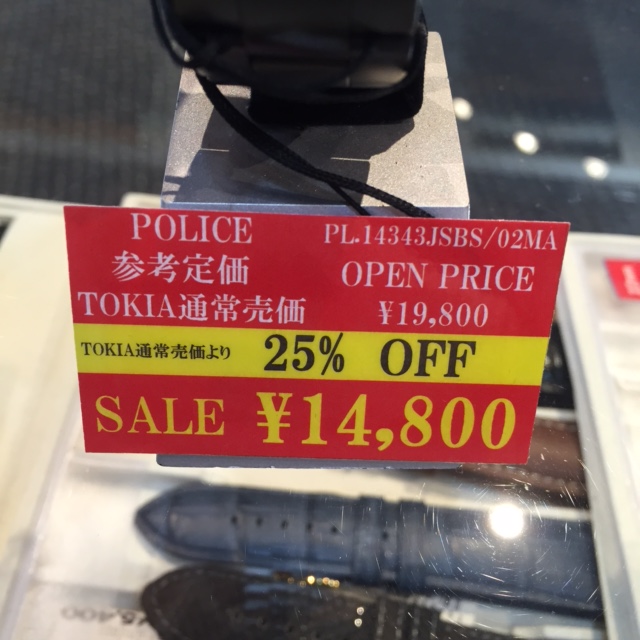 POLICE PL.14343JSBS/02MA
参考定価 OPEN PRICE
TOKIA通常売価 ¥19,800
TOKIA通常売価より 25% OFF
SALE ¥14,800